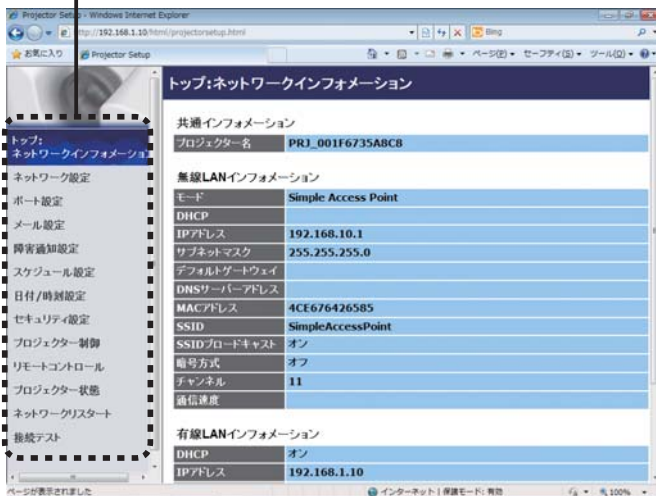 Projector Setup - Windows Internet Explorer
http://192.168.1.10/html/projectorsetup.html
Bing
お気に入り
Projector Setup
ページ(P)
セーフティ(S)
ツール(O)
トップ:
ネットワークインフォメーション
ネットワーク設定
ポート設定
メール設定
障害通知設定
スケジュール設定
日付/時刻設定
セキュリティ設定
プロジェクター制御
リモートコントロール
プロジェクター状態
ネットワークリスタート
接続テスト
トップ:ネットワークインフォメーション
共通インフォメーション
プロジェクター名 PRJ_001F6735A8C8
無線LANインフォメーション
モード Simple Access Point
DHCP
IPアドレス 192.168.10.1
サブネットマスク 255.255.255.0
デフォルトゲートウェイ
DNSサーバーアドレス
MACアドレス 4CE676426585
SSID SimpleAccessPoint
SSIDブロードキャスト オン
暗号方式 オフ
チャンネル 11
通信速度
有線LANインフォメーション
DHCP オン
IPアドレス 192.168.1.10
ページが表示されました
インターネット | 保護モード: 有効
100%